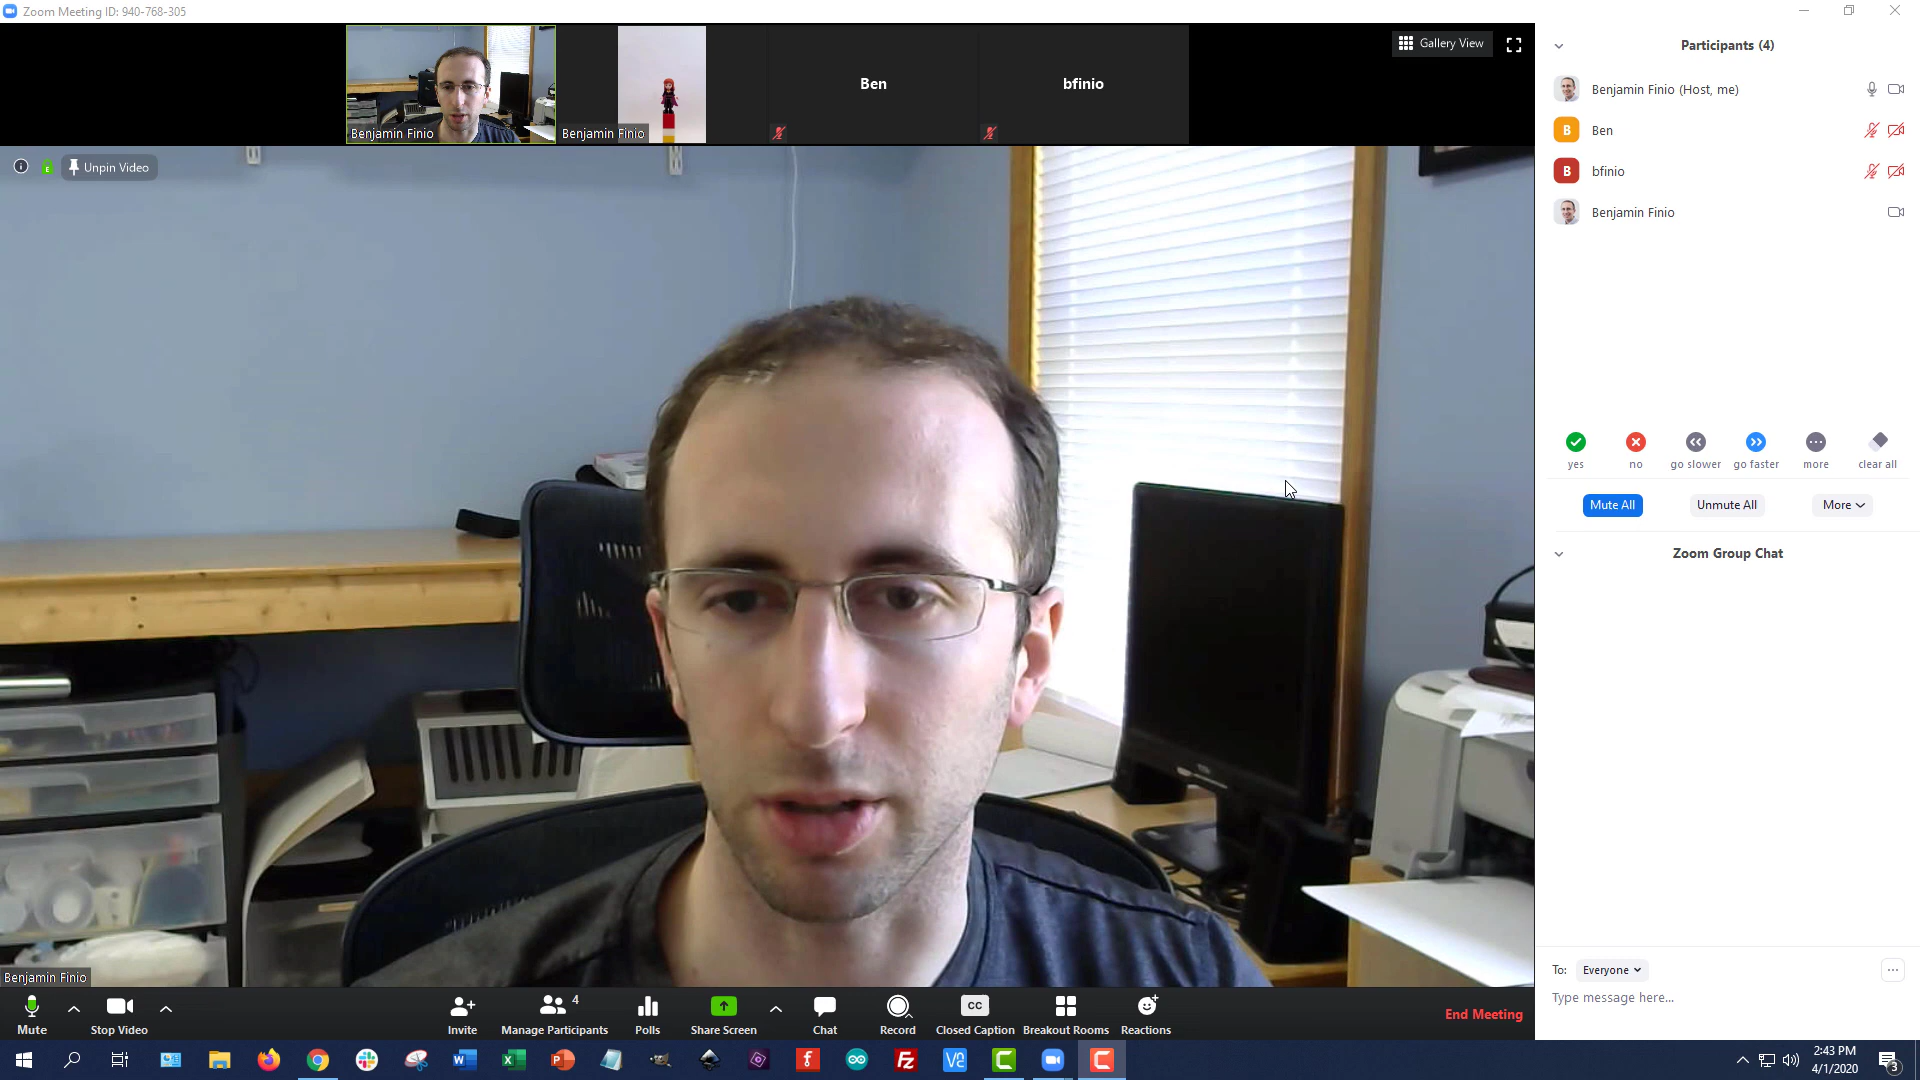 Zoom Meeting ID: 940-768-305
Benjamin Finio
Benjamin Finio
Ben
bfinio
Gallery View
Unpin Video
Benjamin Finio
Participants (4)
Benjamin Finio (Host, me)
B Ben
B bfinio
Benjamin Finio
yes no go slower go faster more clear all
Mute All Unmute All More
Zoom Group Chat
To: Everyone
Type message here...
Mute Stop Video Invite Manage Participants 4 Polls Share Screen Chat Record CC Closed Caption Breakout Rooms Reactions End Meeting
2:43 PM
4/1/2020
3